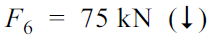 F₆ = 75 kN (↓)